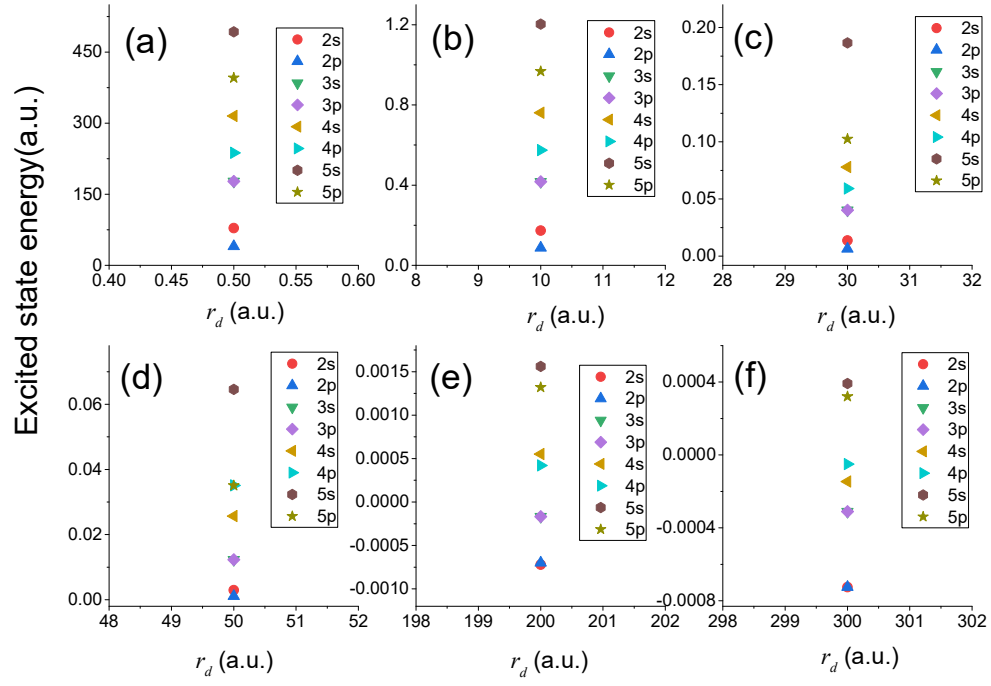 Excited state energy(a.u.)
(a)
2s
2p
3s
3p
4s
4p
5s
5p
450
300
150
0
0.40 0.45 0.50 0.55 0.60
r_d (a.u.)
(b)
2s
2p
3s
3p
4s
4p
5s
5p
1.2
0.8
0.4
0.0
8 9 10 11 12
r_d (a.u.)
(c)
2s
2p
3s
3p
4s
4p
5s
5p
0.20
0.15
0.10
0.05
0.00
28 29 30 31 32
r_d (a.u.)
(d)
2s
2p
3s
3p
4s
4p
5s
5p
0.06
0.04
0.02
0.00
48 49 50 51 52
r_d (a.u.)
(e)
2s
2p
3s
3p
4s
4p
5s
5p
0.0015
0.0010
0.0005
0.0000
-0.0005
-0.0010
198 199 200 201 202
r_d (a.u.)
(f)
2s
2p
3s
3p
4s
4p
5s
5p
0.0004
0.0000
-0.0004
-0.0008
298 299 300 301 302
r_d (a.u.)